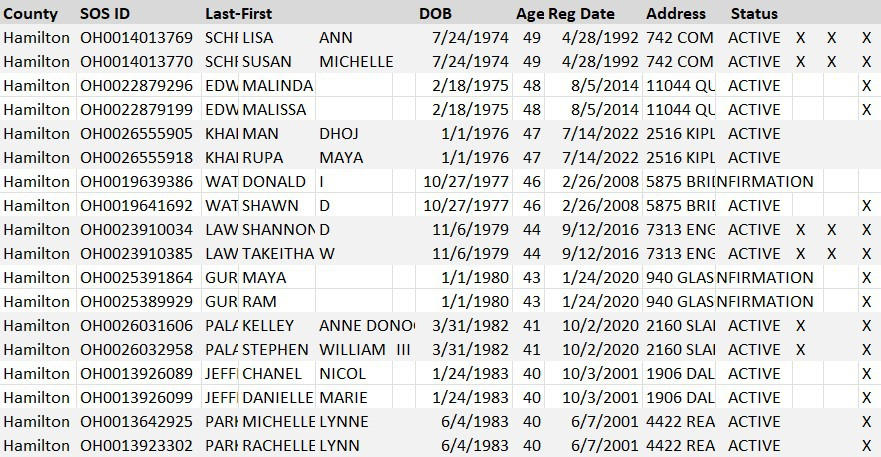 County SOS ID Last-First DOB Age Reg Date Address Status
Hamilton OH0014013769 SCH LISA ANN 7/24/1974 49 4/28/1992 742 COM ACTIVE X X X
Hamilton OH0014013770 SCH SUSAN MICHELLE 7/24/1974 49 4/28/1992 742 COM ACTIVE X X X
Hamilton OH0022879296 EDW MALINDA 2/18/1975 48 8/5/2014 11044 QU ACTIVE X
Hamilton OH0022879199 EDW MALISSA 2/18/1975 48 8/5/2014 11044 QU ACTIVE X
Hamilton OH0026555905 KHA MAN DHOJ 1/1/1976 47 7/14/2022 2516 KIPL ACTIVE
Hamilton OH0026555918 KHA RUPA MAYA 1/1/1976 47 7/14/2022 2516 KIPL ACTIVE
Hamilton OH0019639386 WAT DONALD I 10/27/1977 46 2/26/2008 5875 BRI NFIRMATION
Hamilton OH0019641692 WAT SHAWN D 10/27/1977 46 2/26/2008 5875 BRI ACTIVE X
Hamilton OH0023910034 LAW SHANNON D 11/6/1979 44 9/12/2016 7313 ENG ACTIVE X X X
Hamilton OH0023910385 LAW TAKEITHA W 11/6/1979 44 9/12/2016 7313 ENG ACTIVE X X X
Hamilton OH0025391864 GUR MAYA 1/1/1980 43 1/24/2020 940 GLAS NFIRMATION X
Hamilton OH0025389929 GUR RAM 1/1/1980 43 1/24/2020 940 GLAS NFIRMATION X
Hamilton OH0026031606 PALA KELLEY ANNE DONO 3/31/1982 41 10/2/2020 2160 SLA ACTIVE X X
Hamilton OH0026032958 PALA STEPHEN WILLIAM III 3/31/1982 41 10/2/2020 2160 SLA ACTIVE X X
Hamilton OH0013926089 JEFF CHANEL NICOL 1/24/1983 40 10/3/2001 1906 DAL ACTIVE X
Hamilton OH0013926099 JEFF DANIELLE MARIE 1/24/1983 40 10/3/2001 1906 DAL ACTIVE X
Hamilton OH0013642925 PAR MICHELLE LYNNE 6/4/1983 40 6/7/2001 4422 REA ACTIVE X
Hamilton OH0013923302 PAR RACHELLE LYNN 6/4/1983 40 6/7/2001 4422 REA ACTIVE X